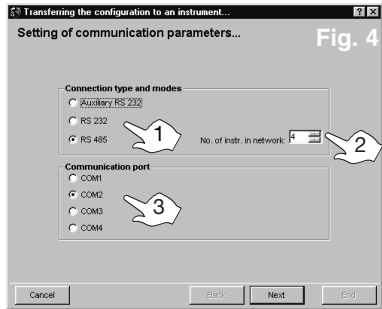 Transferring the configuration to an instrument...
Setting of communication parameters...
Fig. 4
Connection type and modes
Auxiliary RS 232
RS 232
1
RS 485
No. of instr. in network: 4
2
Communication port
COM1
COM2
3
COM3
COM4
Cancel
Back
Next
End